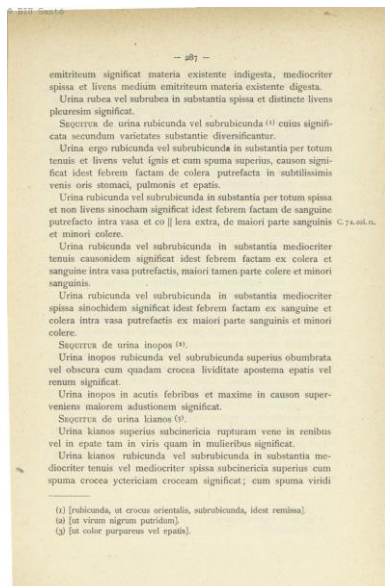 © BIU Santé
— 287 —
emitriteum significat materia existente indigesta, mediocriter
spissa et livens medium emitriteum materia existente digesta.
Urina rubea vel subrubea in substantia spissa et distincte livens
pleuresim significat.
SEQUITUR de urina rubicunda vel subrubicunda (1) cuius signifi-
cata secundum varietates substantie diversificantur.
Urina ergo rubicunda vel subrubicunda in substantia per totum
tenuis et livens velut ignis et cum spuma superius, causon signi-
ficat idest febrem factam de colera putrefacta in subtilissimis
venis oris stomaci, pulmonis et epatis.
Urina rubicunda vel subrubicunda in substantia per totum spissa
et non livens sinocham significat idest febrem factam de sanguine
putrefacto intra vasa et co || lera extra, de maiori parte sanguinis C. 7 a. col. 12.
et minori colere.
Urina rubicunda vel subrubicunda in substantia mediocriter
tenuis causonidem significat idest febrem factam ex colera et
sanguine intra vasa putrefactis, maiori tamen parte colere et minori
sanguinis.
Urina rubicunda vel subrubicunda in substantia mediocriter
spissa sinochidem significat idest febrem factam ex sanguine et
colera intra vasa putrefactis ex maiori parte sanguinis et minori
colere.
SEQUITUR de urina inopos (2).
Urina inopos rubicunda vel subrubicunda superius obumbrata
vel obscura cum quadam crocea lividitate apostema epatis vel
renum significat.
Urina inopos in acutis febribus et maxime in causon super-
veniens maiorem adustionem significat.
SEQUITUR de urina kianos (3).
Urina kianos superius subcinericia rupturam vene in renibus
vel in epate tam in viris quam in mulieribus significat.
Urina kianos rubicunda vel subrubicunda in substantia me-
diocriter tenuis vel mediocriter spissa subcinericia superius cum
spuma crocea yctericiam croceam significat; cum spuma viridi
(1) [rubicunda, ut crocus orientalis, subrubicunda, idest remissa].
(2) [ut virum nigrum putridum].
(3) [ut color purpureus vel epatis].